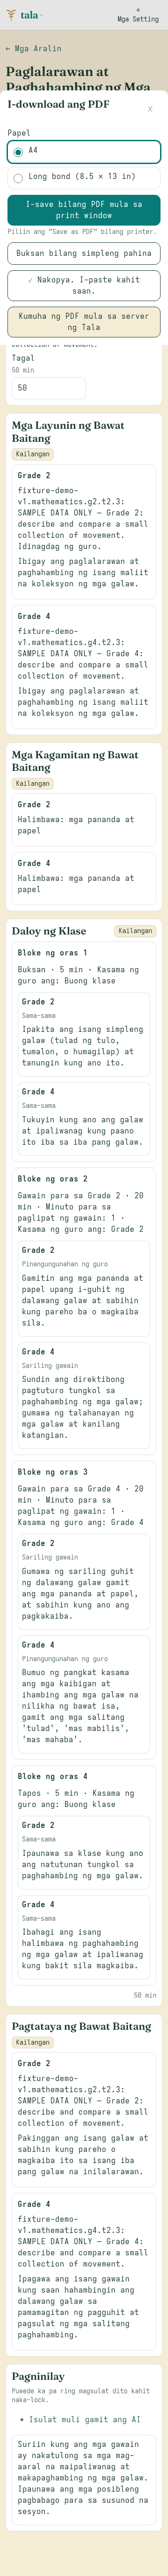 tala
Mga Setting
← Mga Aralin
Paglalarawan at
Paghahambing ng Mga
I-download ang PDF
Papel
A4
Long bond (8.5 × 13 in)
I-save bilang PDF mula sa
print window
Piliin ang "Save as PDF" bilang printer.
Buksan bilang simpleng pahina
✓ Nakopya. I-paste kahit
saan.
Kumuha ng PDF mula sa server
ng Tala
collection of movement.
Tagal
50 min
50
Mga Layunin ng Bawat
Baitang
Kailangan
Grade 2
fixture-demo-
v1.mathematics.g2.t2.3:
SAMPLE DATA ONLY — Grade 2:
describe and compare a small
collection of movement.
Idinagdag ng guro.
Ibigay ang paglalarawan at
paghahambing ng isang maliit
na koleksyon ng mga galaw.
Grade 4
fixture-demo-
v1.mathematics.g4.t2.3:
SAMPLE DATA ONLY — Grade 4:
describe and compare a small
collection of movement.
Ibigay ang paglalarawan at
paghahambing ng isang maliit
na koleksyon ng mga galaw.
Mga Kagamitan ng Bawat
Baitang
Kailangan
Grade 2
Halimbawa: mga pananda at
papel
Grade 4
Halimbawa: mga pananda at
papel
Daloy ng Klase
Kailangan
Bloke ng oras 1
Buksan · 5 min · Kasama ng
guro ang: Buong klase
Grade 2
Sama-sama
Ipakita ang isang simpleng
galaw (tulad ng tulo,
tumalon, o humagilap) at
tanungin kung ano ito.
Grade 4
Sama-sama
Tukuyin kung ano ang galaw
at ipaliwanag kung paano
ito iba sa iba pang galaw.
Bloke ng oras 2
Gawain para sa Grade 2 · 20
min · Minuto para sa
paglipat ng gawain: 1 ·
Kasama ng guro ang: Grade 2
Grade 2
Pinangungunahan ng guro
Gamitin ang mga pananda at
papel upang i-guhit ng
dalawang galaw at sabihin
kung pareho ba o magkaiba
sila.
Grade 4
Sariling gawain
Sundin ang direktibong
pagtuturo tungkol sa
paghahambing ng mga galaw;
gumawa ng talahanayan ng
mga galaw at kanilang
katangian.
Bloke ng oras 3
Gawain para sa Grade 4 · 20
min · Minuto para sa
paglipat ng gawain: 1 ·
Kasama ng guro ang: Grade 4
Grade 2
Sariling gawain
Gumawa ng sariling guhit
ng dalawang galaw gamit
ang mga pananda at papel,
at sabihin kung ano ang
pagkakaiba.
Grade 4
Pinangungunahan ng guro
Bumuo ng pangkat kasama
ang mga kaibigan at
ihambing ang mga galaw na
nilikha ng bawat isa,
gamit ang mga salitang
'tulad', 'mas mabilis',
'mas mahaba'.
Bloke ng oras 4
Tapos · 5 min · Kasama ng
guro ang: Buong klase
Grade 2
Sama-sama
Ipaunawa sa klase kung ano
ang natutunan tungkol sa
paghahambing ng mga galaw.
Grade 4
Sama-sama
Ibahagi ang isang
halimbawa ng paghahambing
ng mga galaw at ipaliwanag
kung bakit sila magkaiba.
50 min
Pagtataya ng Bawat Baitang
Kailangan
Grade 2
fixture-demo-
v1.mathematics.g2.t2.3:
SAMPLE DATA ONLY — Grade 2:
describe and compare a small
collection of movement.
Pakinggan ang isang galaw at
sabihin kung pareho o
magkaiba ito sa isang iba
pang galaw na inilalarawan.
Grade 4
fixture-demo-
v1.mathematics.g4.t2.3:
SAMPLE DATA ONLY — Grade 4:
describe and compare a small
collection of movement.
Ipagawa ang isang gawain
kung saan hahambingin ang
dalawang galaw sa
pamamagitan ng pagguhit at
pagsulat ng mga salitang
paghahambing.
Pagninilay
Puwede ka pa ring magsulat dito kahit
naka-lock.
✦ Isulat muli gamit ang AI
Suriin kung ang mga gawain
ay nakatulong sa mga mag-
aaral na maipaliwanag at
makapaghambing ng mga galaw.
Ipaunawa ang mga posibleng
pagbabago para sa susunod na
sesyon.